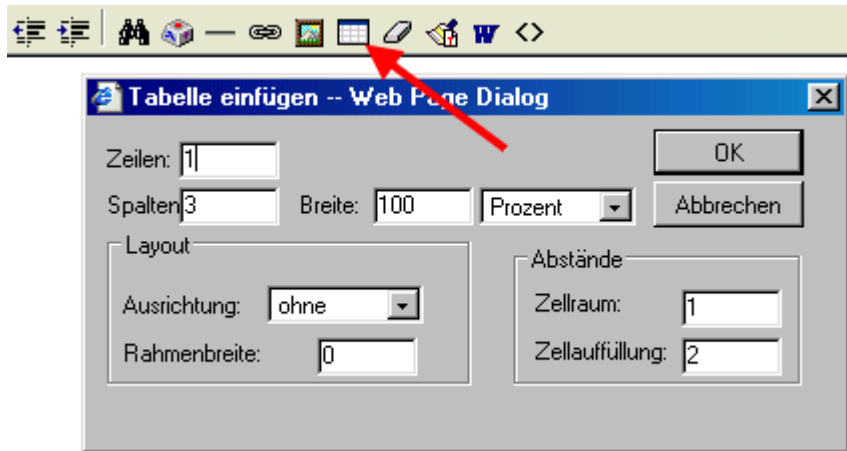 W <>
Tabelle einfügen -- Web Page Dialog
Zeilen: 1 OK
Spalten 3 Breite: 100 Prozent Abbrechen
Layout
Ausrichtung: ohne
Rahmenbreite: 0
Abstände
Zellraum: 1
Zellauffüllung: 2